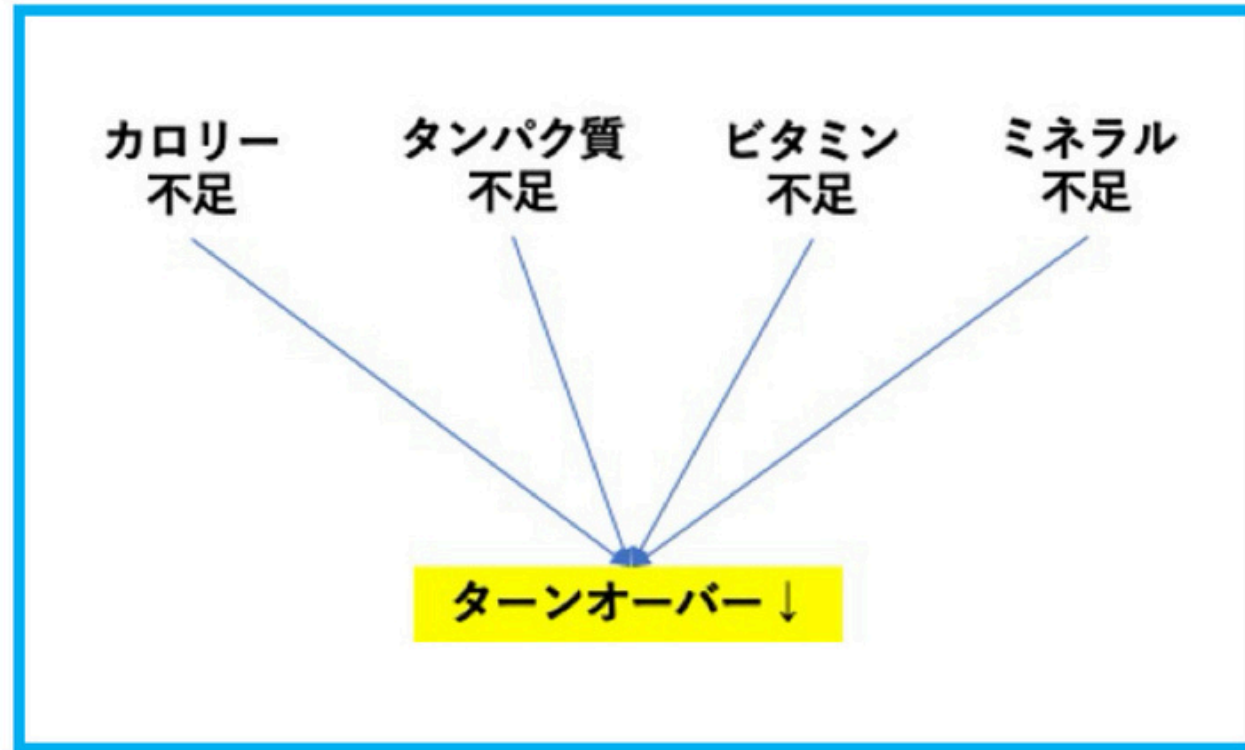 カロリー
不足
タンパク質
不足
ビタミン
不足
ミネラル
不足
ターンオーバー↓